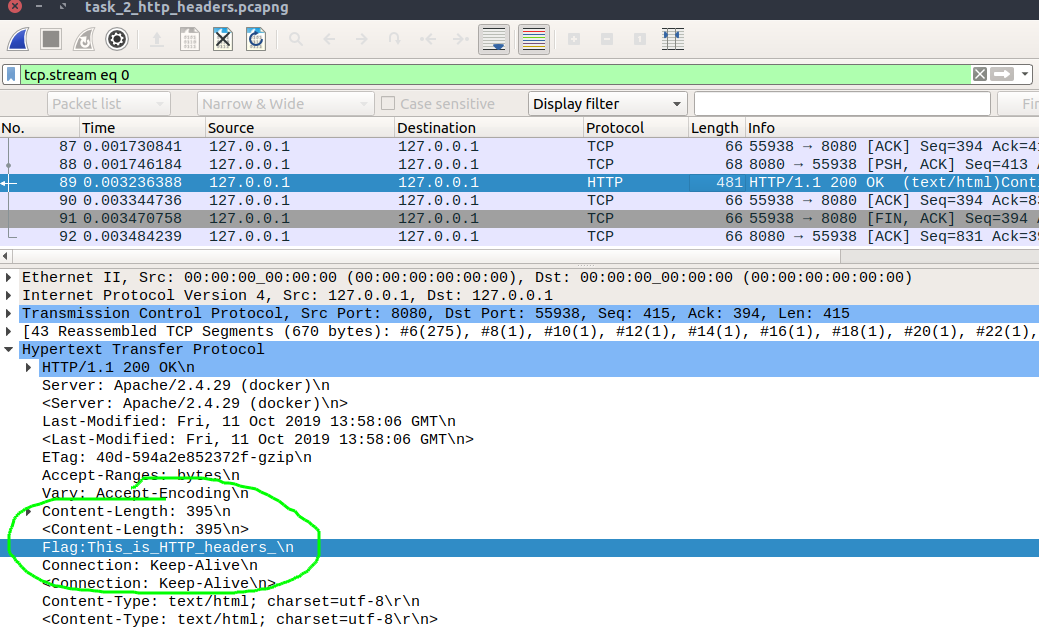 task_2_http_headers.pcapng
tcp.stream eq 0
Packet list Narrow & Wide Case sensitive Display filter Fi
No. Time Source Destination Protocol Length Info
87 0.001730841 127.0.0.1 127.0.0.1 TCP 66 55938 → 8080 [ACK] Seq=394 Ack=41
88 0.001746184 127.0.0.1 127.0.0.1 TCP 68 8080 → 55938 [PSH, ACK] Seq=413
89 0.003236388 127.0.0.1 127.0.0.1 HTTP 481 HTTP/1.1 200 OK (text/html)Cont
90 0.003344736 127.0.0.1 127.0.0.1 TCP 66 55938 → 8080 [ACK] Seq=394 Ack=83
91 0.003470758 127.0.0.1 127.0.0.1 TCP 66 55938 → 8080 [FIN, ACK] Seq=394
92 0.003484239 127.0.0.1 127.0.0.1 TCP 66 8080 → 55938 [ACK] Seq=831 Ack=39
Ethernet II, Src: 00:00:00_00:00:00 (00:00:00:00:00:00), Dst: 00:00:00_00:00:00 (00:00:00:00:00:00)
Internet Protocol Version 4, Src: 127.0.0.1, Dst: 127.0.0.1
Transmission Control Protocol, Src Port: 8080, Dst Port: 55938, Seq: 415, Ack: 394, Len: 415
[43 Reassembled TCP Segments (670 bytes): #6(275), #8(1), #10(1), #12(1), #14(1), #16(1), #18(1), #20(1), #22(1),
Hypertext Transfer Protocol
HTTP/1.1 200 OK\n
Server: Apache/2.4.29 (docker)\n
<Server: Apache/2.4.29 (docker)\n>
Last-Modified: Fri, 11 Oct 2019 13:58:06 GMT\n
<Last-Modified: Fri, 11 Oct 2019 13:58:06 GMT\n>
ETag: 40d-594a2e852372f-gzip\n
Accept-Ranges: bytes\n
Vary: Accept-Encoding\n
Content-Length: 395\n
<Content-Length: 395\n>
Flag:This_is_HTTP_headers_\n
Connection: Keep-Alive\n
<Connection: Keep-Alive\n>
Content-Type: text/html; charset=utf-8\r\n
<Content-Type: text/html; charset=utf-8\r\n>